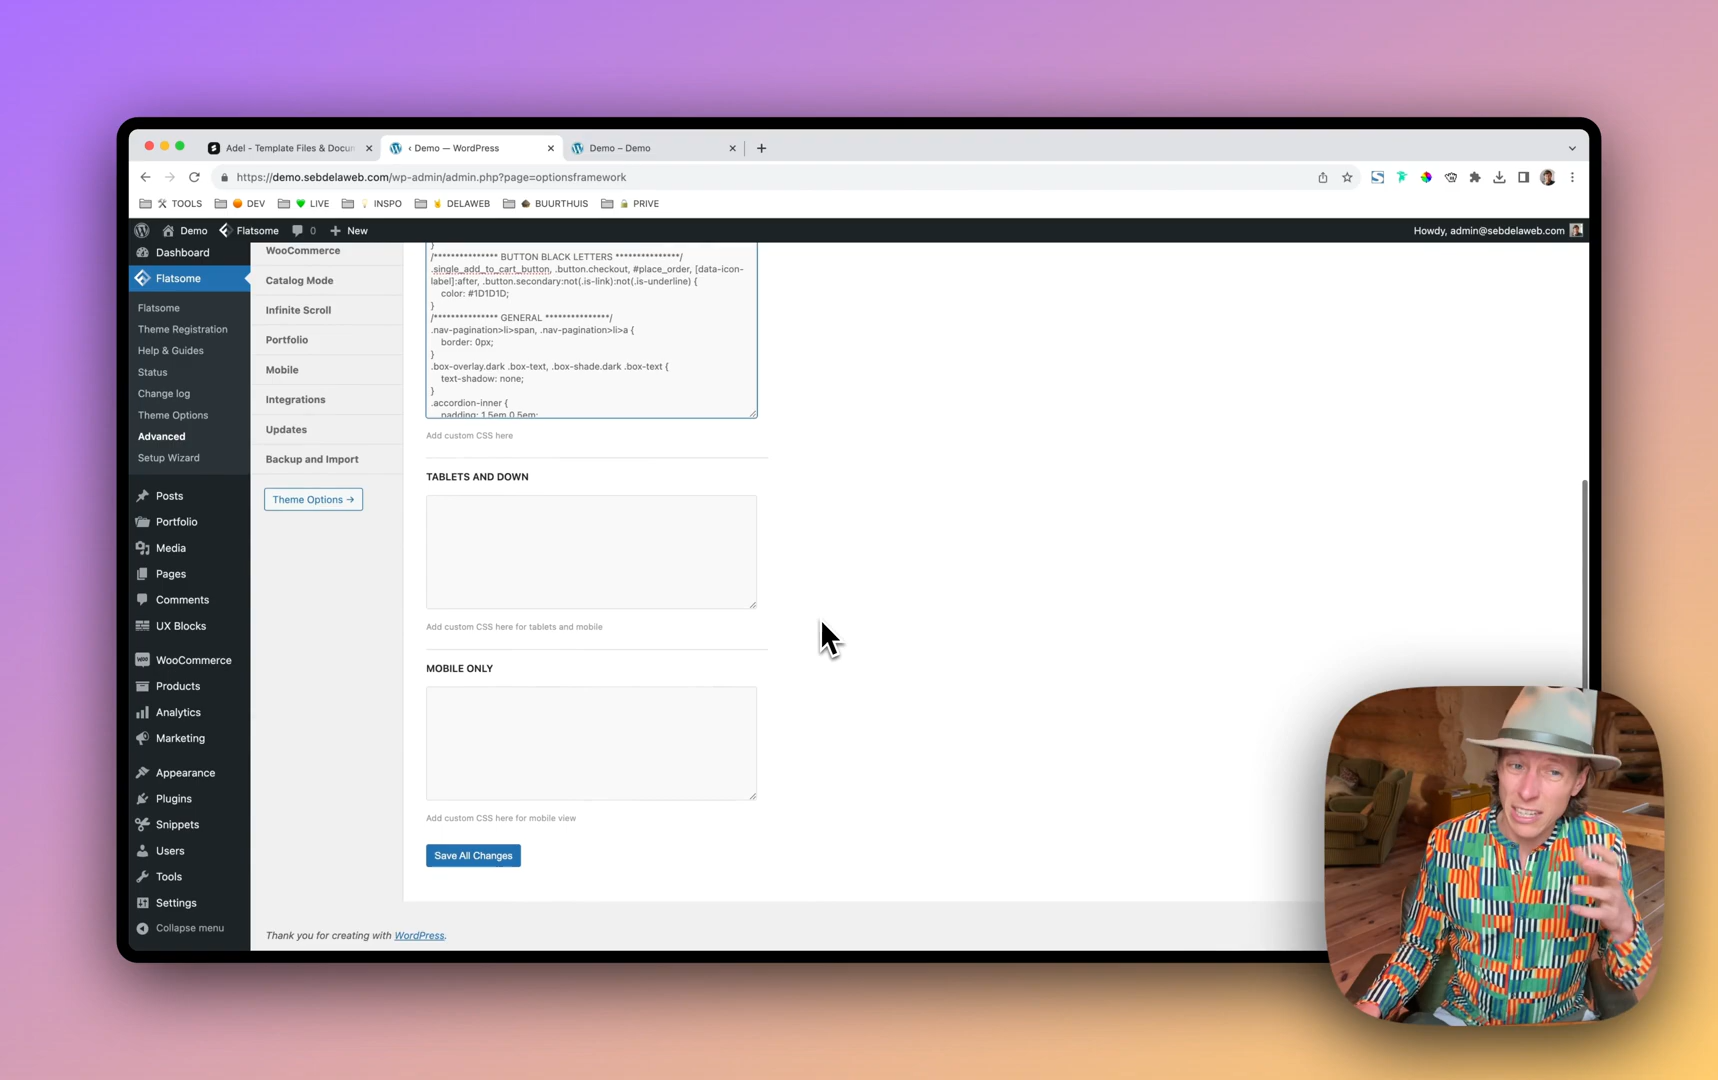 Adel - Template Files & Docum
‹ Demo — WordPress
Demo – Demo
https://demo.sebdelaweb.com/wp-admin/admin.php?page=optionsframework
TOOLS
DEV
LIVE
INSPO
DELAWEB
BUURTHUIS
PRIVE
Demo
Flatsome
0
New
Howdy, admin@sebdelaweb.com
Dashboard
Flatsome
Flatsome
Theme Registration
Help & Guides
Status
Change log
Theme Options
Advanced
Setup Wizard
Posts
Portfolio
Media
Pages
Comments
UX Blocks
WooCommerce
Products
Analytics
Marketing
Appearance
Plugins
Snippets
Users
Tools
Settings
Collapse menu
WooCommerce
Catalog Mode
Infinite Scroll
Portfolio
Mobile
Integrations
Updates
Backup and Import
Theme Options →
}
/*************** BUTTON BLACK LETTERS ***************/
.single_add_to_cart_button, .button.checkout, #place_order, [data-icon-
label]:after, .button.secondary:not(.is-link):not(.is-underline) {
color: #1D1D1D;
}
/*************** GENERAL ***************/
.nav-pagination>li>span, .nav-pagination>li>a {
border: 0px;
}
.box-overlay.dark .box-text, .box-shade.dark .box-text {
text-shadow: none;
}
.accordion-inner {
padding: 1.5em 0.5em;
Add custom CSS here
TABLETS AND DOWN
Add custom CSS here for tablets and mobile
MOBILE ONLY
Add custom CSS here for mobile view
Save All Changes
Thank you for creating with WordPress.